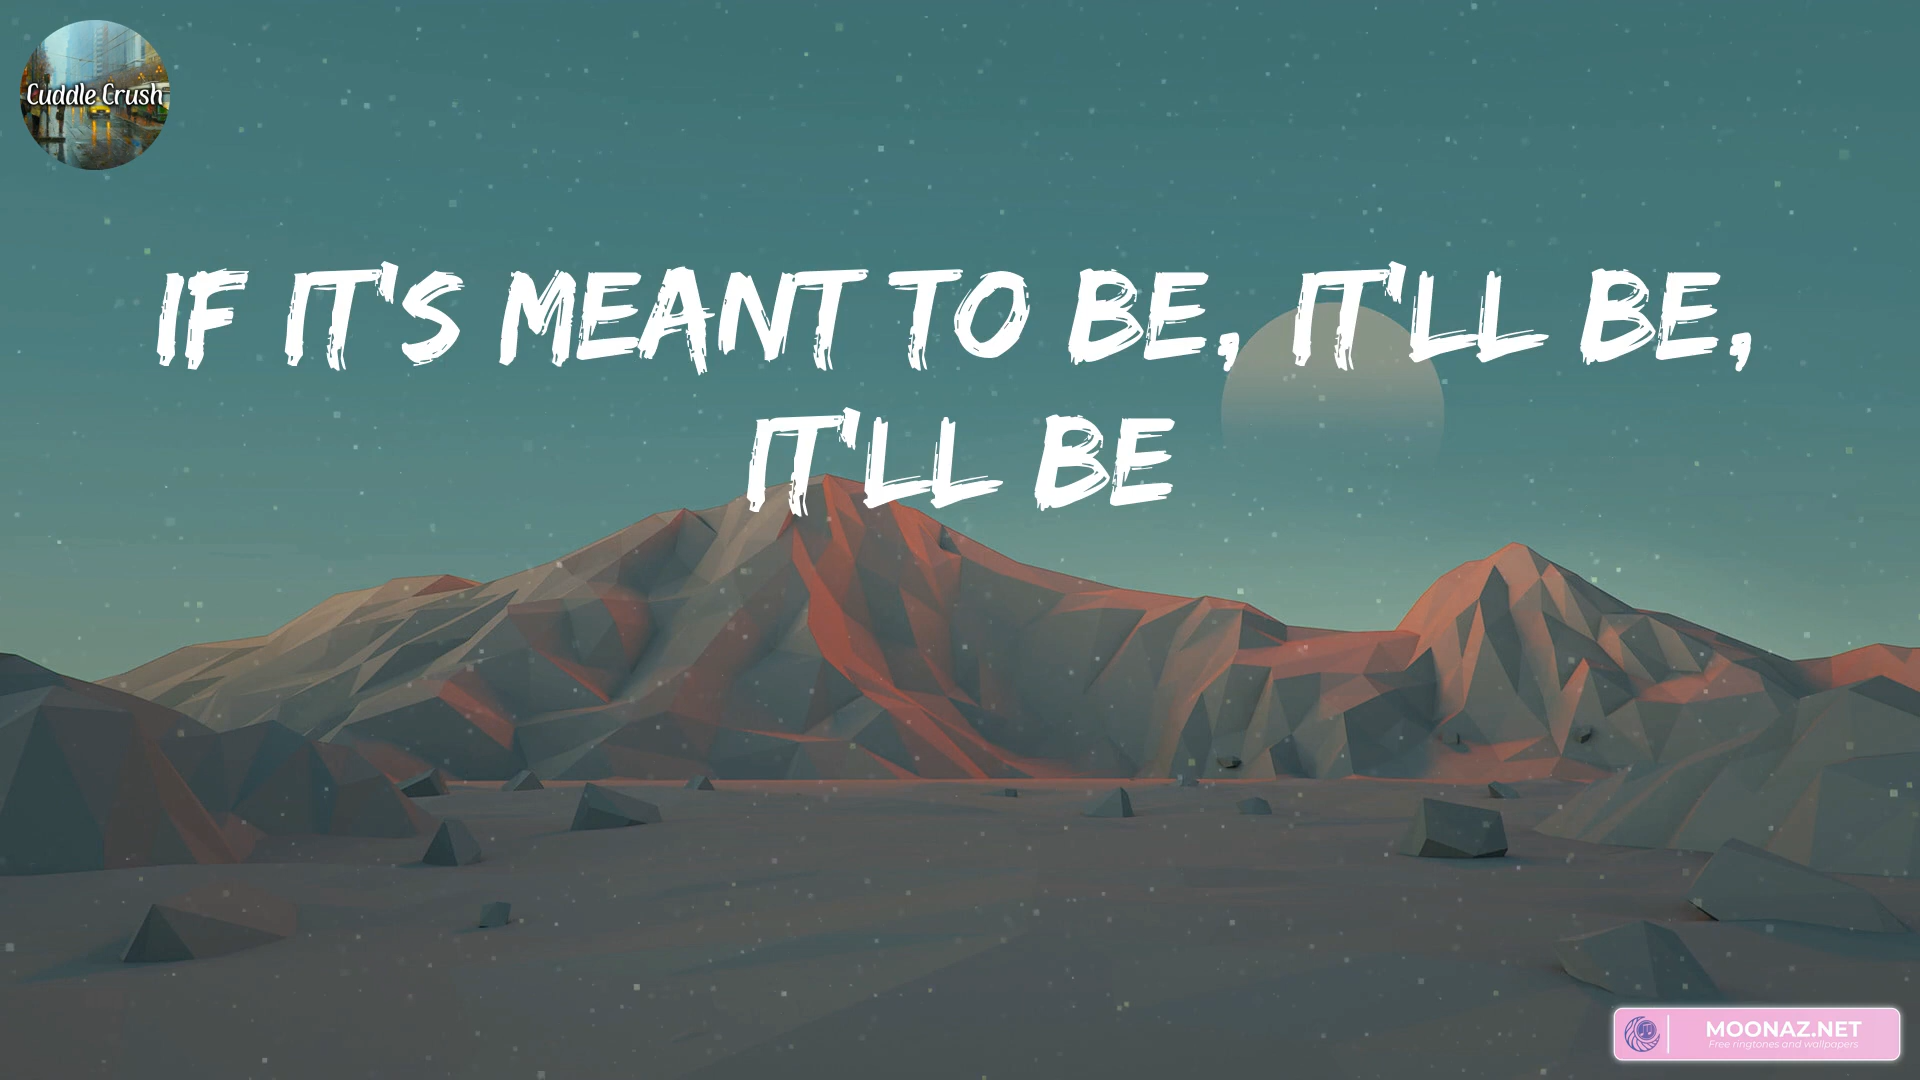 Cuddle Crush
IF IT'S MEANT TO BE, IT'LL BE,
IT'LL BE
MOONAZ.NET
Free ringtones and wallpapers